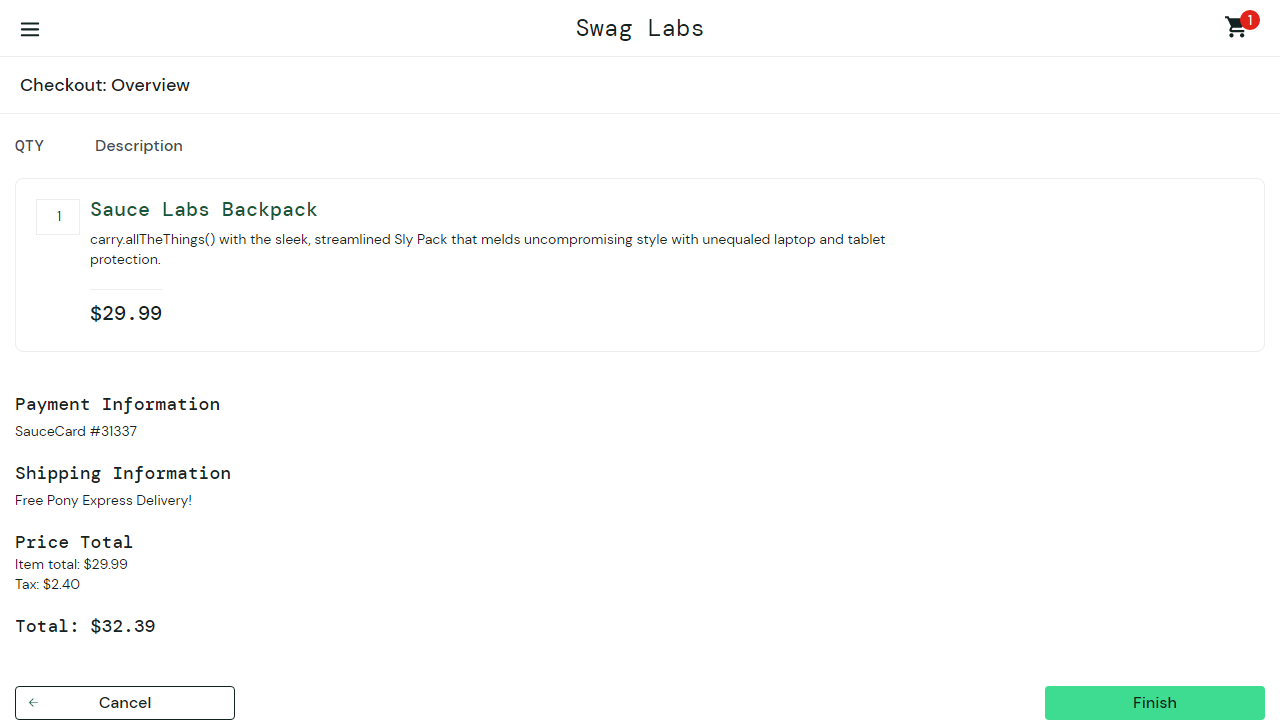 Swag Labs
1
Checkout: Overview
QTY Description
1
Sauce Labs Backpack
carry.allTheThings() with the sleek, streamlined Sly Pack that melds uncompromising style with unequaled laptop and tablet
protection.
$29.99
Payment Information
SauceCard #31337
Shipping Information
Free Pony Express Delivery!
Price Total
Item total: $29.99
Tax: $2.40
Total: $32.39
Cancel
Finish